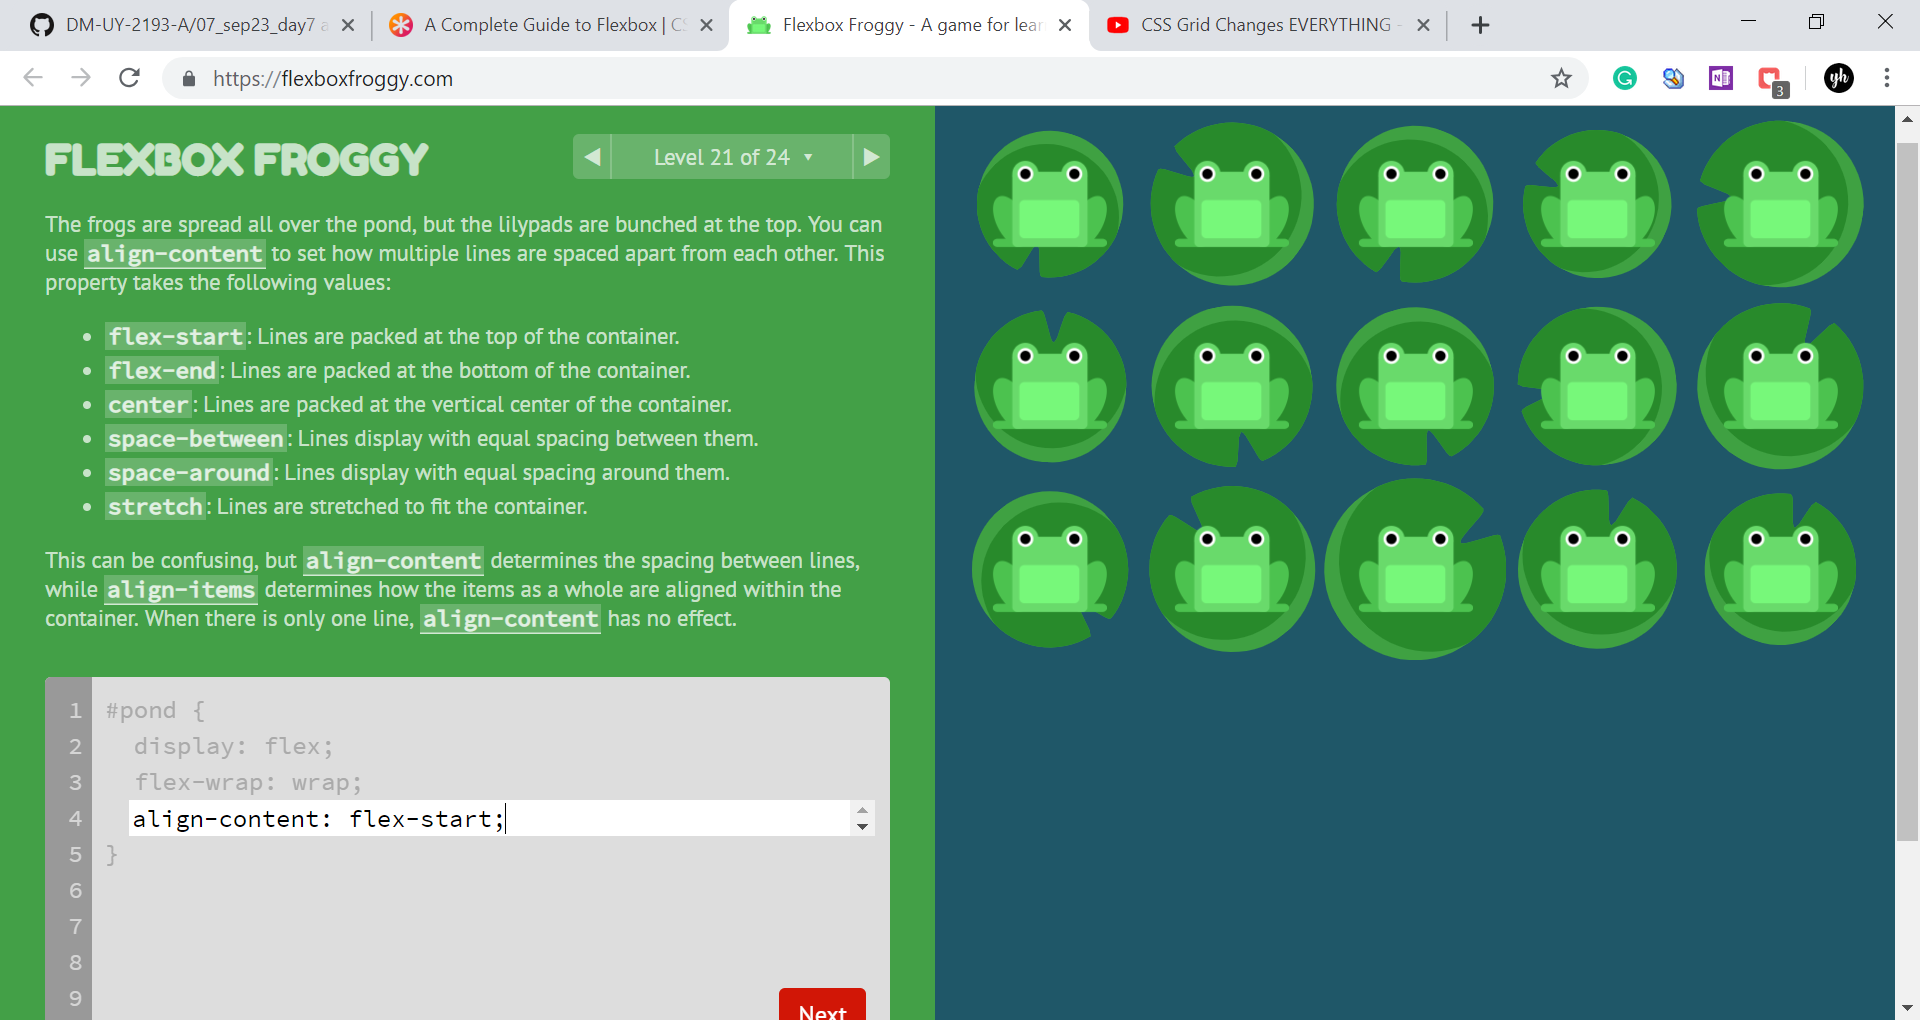 DM-UY-2193-A/07_sep23_day7 a
A Complete Guide to Flexbox | CS
Flexbox Froggy - A game for lear
CSS Grid Changes EVERYTHING -
https://flexboxfroggy.com
3
yh
FLEXBOX FROGGY
Level 21 of 24
The frogs are spread all over the pond, but the lilypads are bunched at the top. You can
use align-content to set how multiple lines are spaced apart from each other. This
property takes the following values:
• flex-start: Lines are packed at the top of the container.
• flex-end: Lines are packed at the bottom of the container.
• center: Lines are packed at the vertical center of the container.
• space-between: Lines display with equal spacing between them.
• space-around: Lines display with equal spacing around them.
• stretch: Lines are stretched to fit the container.
This can be confusing, but align-content determines the spacing between lines,
while align-items determines how the items as a whole are aligned within the
container. When there is only one line, align-content has no effect.
1 #pond {
2 display: flex;
3 flex-wrap: wrap;
4 align-content: flex-start;
5 }
6
7
8
9
Next